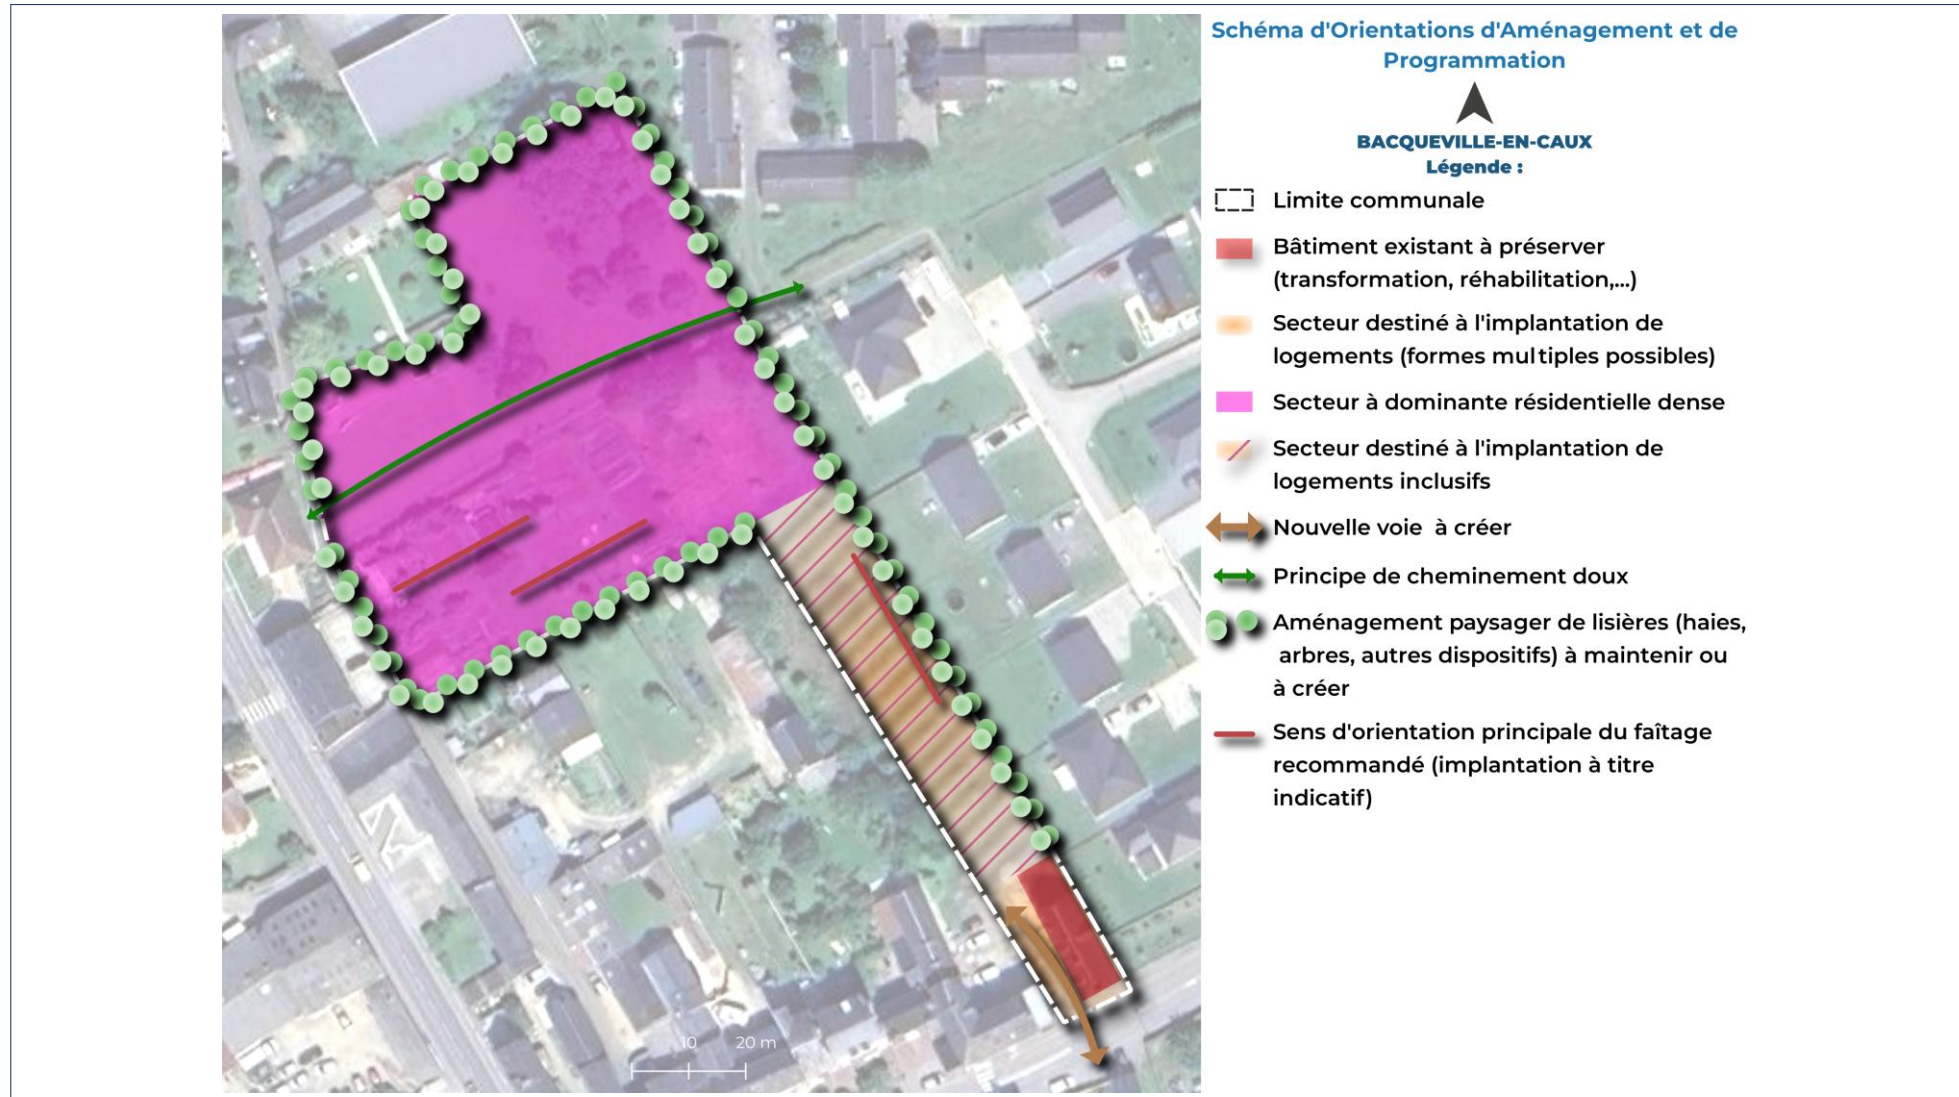 Schéma d'Orientations d'Aménagement et de
Programmation
BACQUEVILLE-EN-CAUX
Légende :
Limite communale
Bâtiment existant à préserver
(transformation, réhabilitation,...)
Secteur destiné à l'implantation de
logements (formes multiples possibles)
Secteur à dominante résidentielle dense
Secteur destiné à l'implantation de
logements inclusifs
Nouvelle voie à créer
Principe de cheminement doux
Aménagement paysager de lisières (haies,
arbres, autres dispositifs) à maintenir ou
à créer
Sens d'orientation principale du faîtage
recommandé (implantation à titre
indicatif)
10 20 m